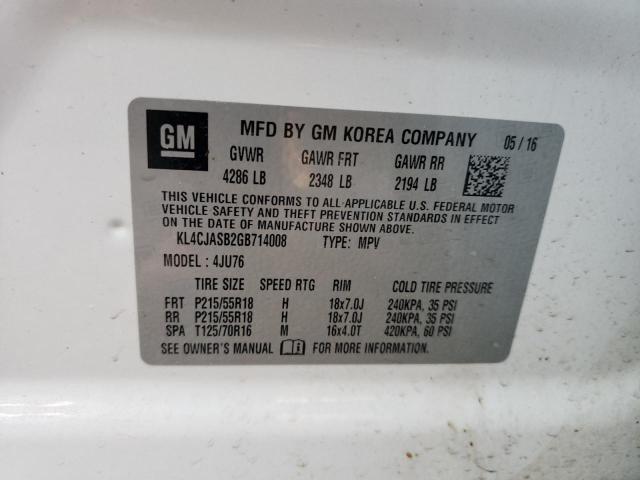 GM MFD BY GM KOREA COMPANY 05/16
GVWR GAWR FRT GAWR RR
4286 LB 2348 LB 2194 LB
THIS VEHICLE CONFORMS TO ALL APPLICABLE U.S. FEDERAL MOTOR
VEHICLE SAFETY AND THEFT PREVENTION STANDARDS IN EFFECT
ON THE DATE OF MANUFACTURE SHOWN ABOVE.
KL4CJASB2GB714008 TYPE: MPV
MODEL: 4JU76
TIRE SIZE SPEED RTG RIM COLD TIRE PRESSURE
FRT P215/55R18 H 18x7.0J 240KPA, 35 PSI
RR P215/55R18 H 18x7.0J 240KPA, 35 PSI
SPA T125/70R16 M 16x4.0T 420KPA, 60 PSI
SEE OWNER'S MANUAL FOR MORE INFORMATION.